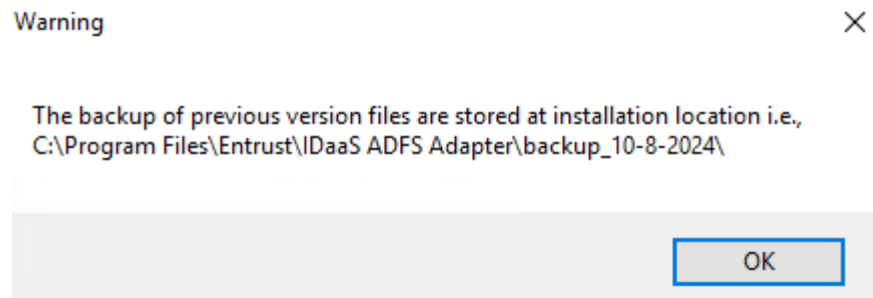 Warning
The backup of previous version files are stored at installation location i.e.,
C:\Program Files\Entrust\IDaaS ADFS Adapter\backup_10-8-2024\
OK